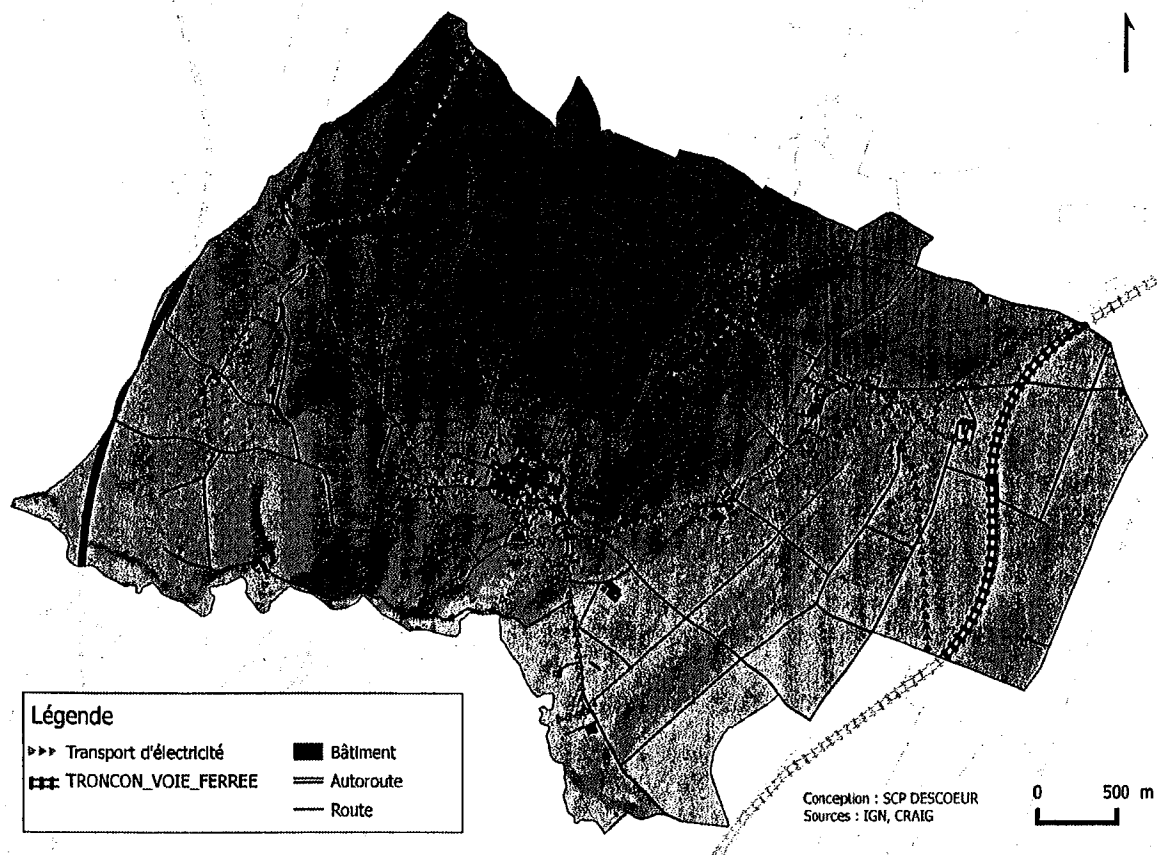 Légende
Transport d'électricité
TRONCON_VOIE_FERREE
Bâtiment
Autoroute
Route
Conception : SCP DESCOEUR
Sources : IGN, CRAIG
0 500 m